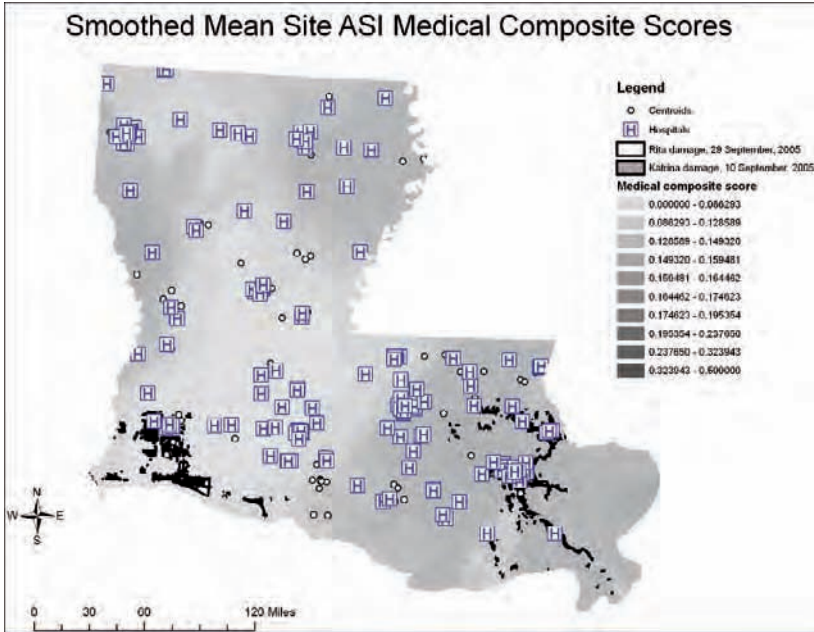 Smoothed Mean Site ASI Medical Composite Scores
Legend
Centroids
H Hospitals
Rita damage, 29 September, 2005
Katrina damage, 10 September, 2005
Medical composite score
0.000000 - 0.086293
0.086293 - 0.128589
0.128589 - 0.149320
0.149320 - 0.159481
0.159481 - 0.164462
0.164462 - 0.174623
0.174623 - 0.195354
0.195354 - 0.237650
0.237650 - 0.323943
0.323943 - 0.500000
N
W E
S
0 30 60 120 Miles